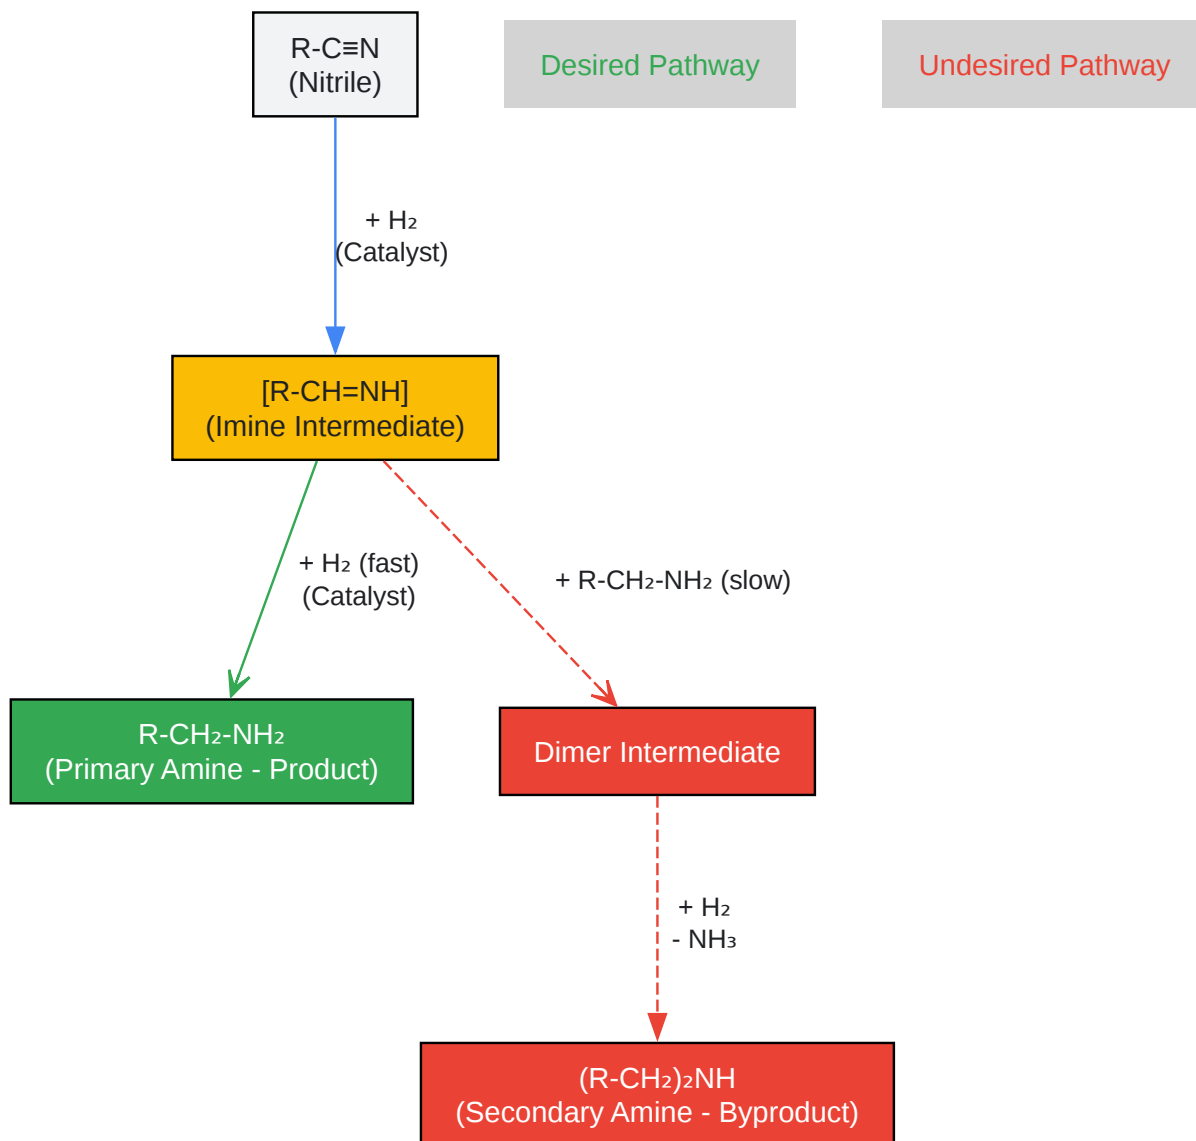 R-C≡N
(Nitrile)
Desired Pathway
Undesired Pathway
+ H₂
(Catalyst)
[R-CH=NH]
(Imine Intermediate)
+ H₂ (fast)
(Catalyst)
+ R-CH₂-NH₂ (slow)
R-CH₂-NH₂
(Primary Amine - Product)
Dimer Intermediate
+ H₂
- NH₃
(R-CH₂)₂NH
(Secondary Amine - Byproduct)